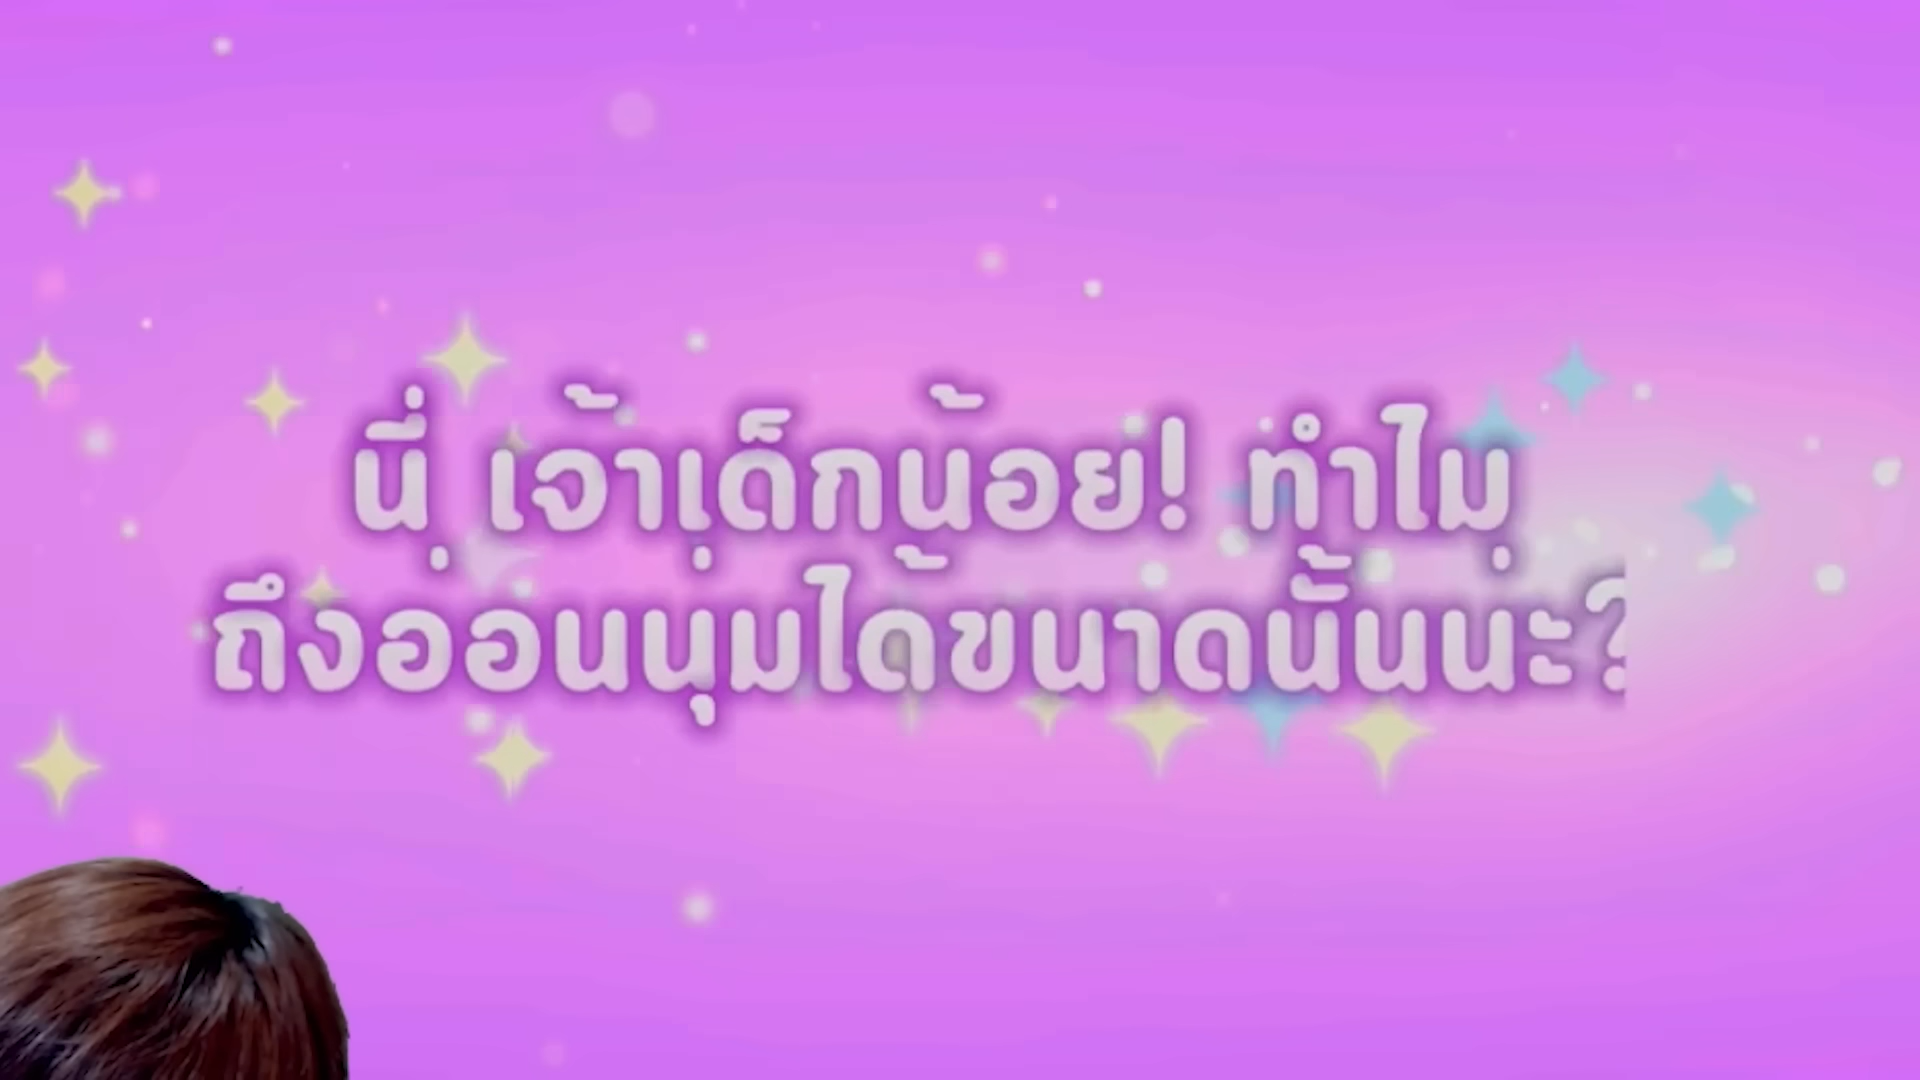 นี่ เจ้าเด็กน้อย! ทำไม
ถึงอ่อนนุ่มได้ขนาดนั้นนะ?